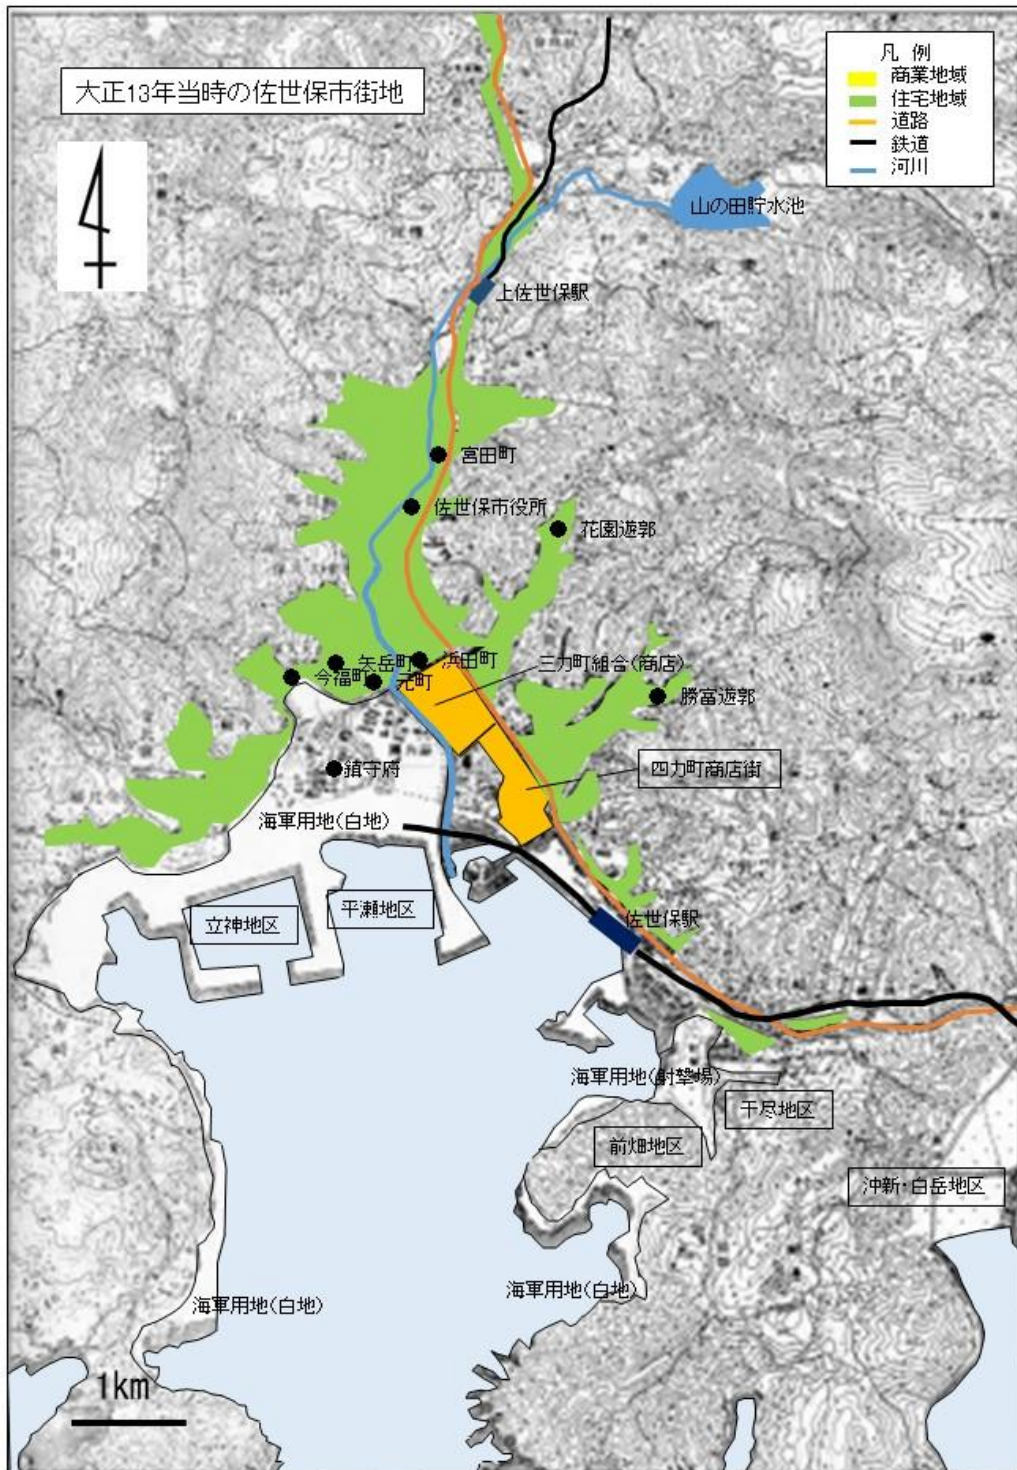 大正13年当時の佐世保市街地
凡 例
商業地域
住宅地域
道路
鉄道
河川
山の田貯水池
上佐世保駅
宮田町
佐世保市役所
花園遊郭
矢岳町
浜田町
三カ町組合(商店)
今福町
元町
勝富遊郭
鎮守府
四カ町商店街
海軍用地(白地)
佐世保駅
平瀬地区
立神地区
海軍用地(射撃場)
干尽地区
前畑地区
沖新・白岳地区
海軍用地(白地)
海軍用地(白地)
1km